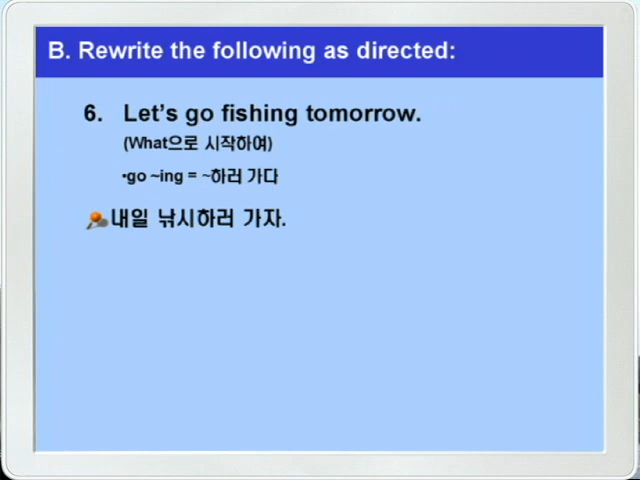 B. Rewrite the following as directed:
6. Let's go fishing tomorrow.
(What으로 시작하여)
•go ~ing = ~하러 가다
내일 낚시하러 가자.